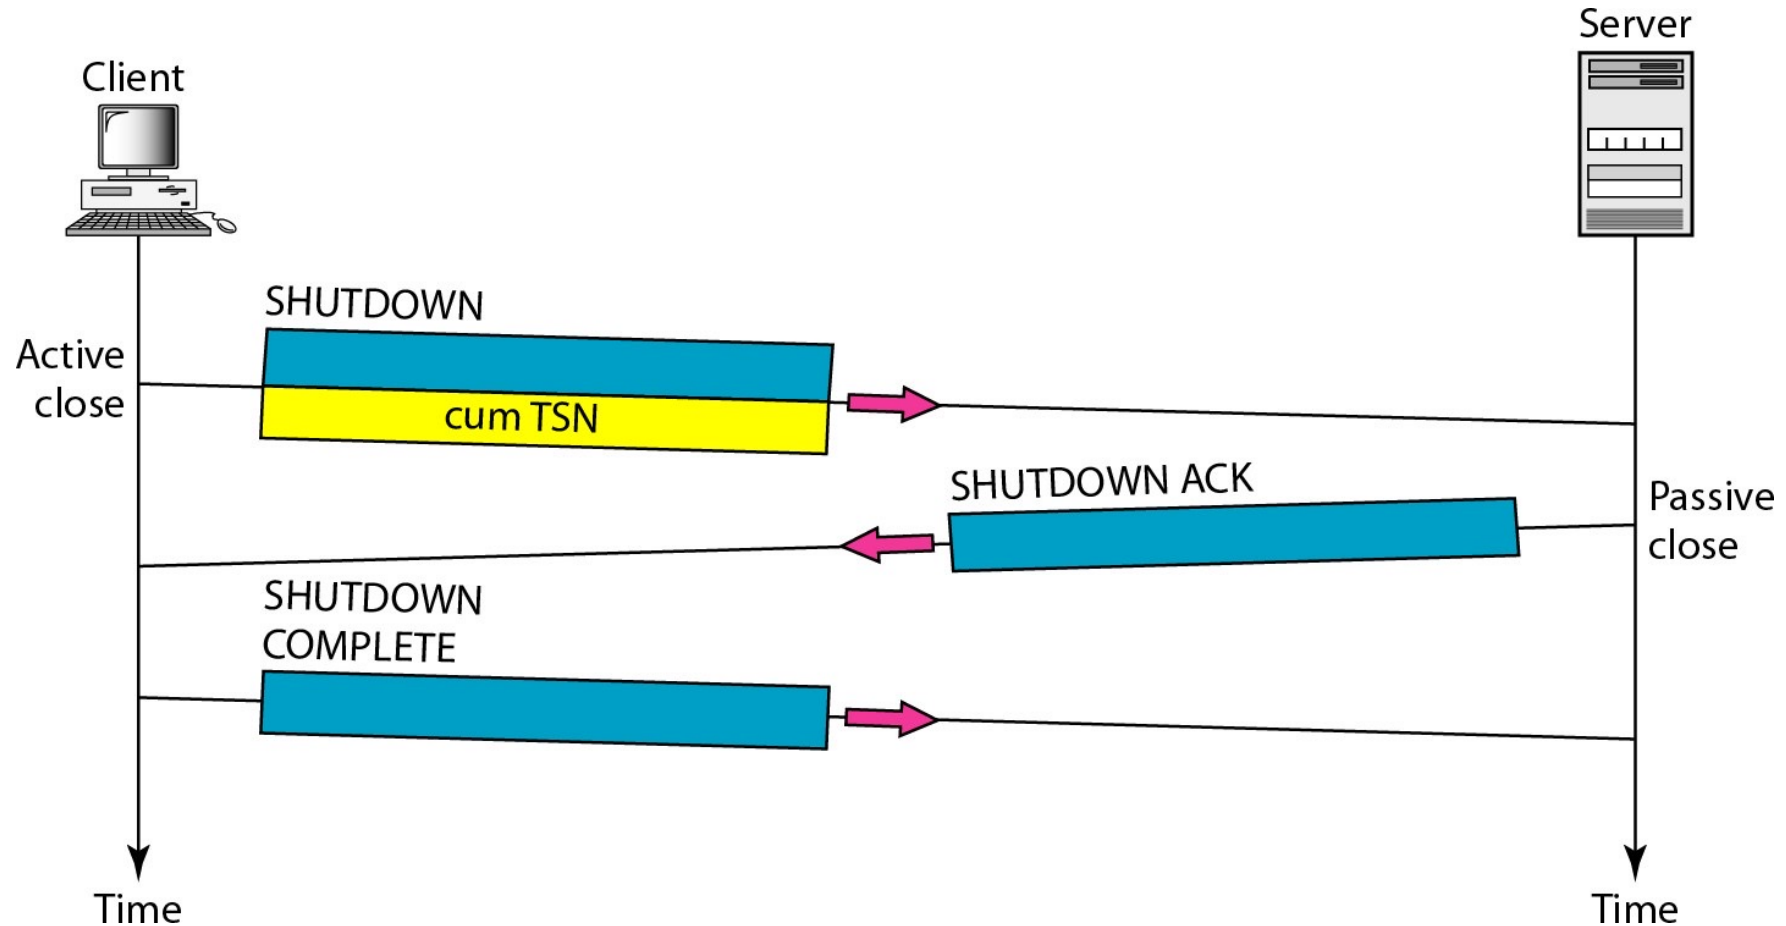 Server
Client
SHUTDOWN
Active
close
cum TSN
SHUTDOWN ACK
Passive
close
SHUTDOWN
COMPLETE
Time
Time